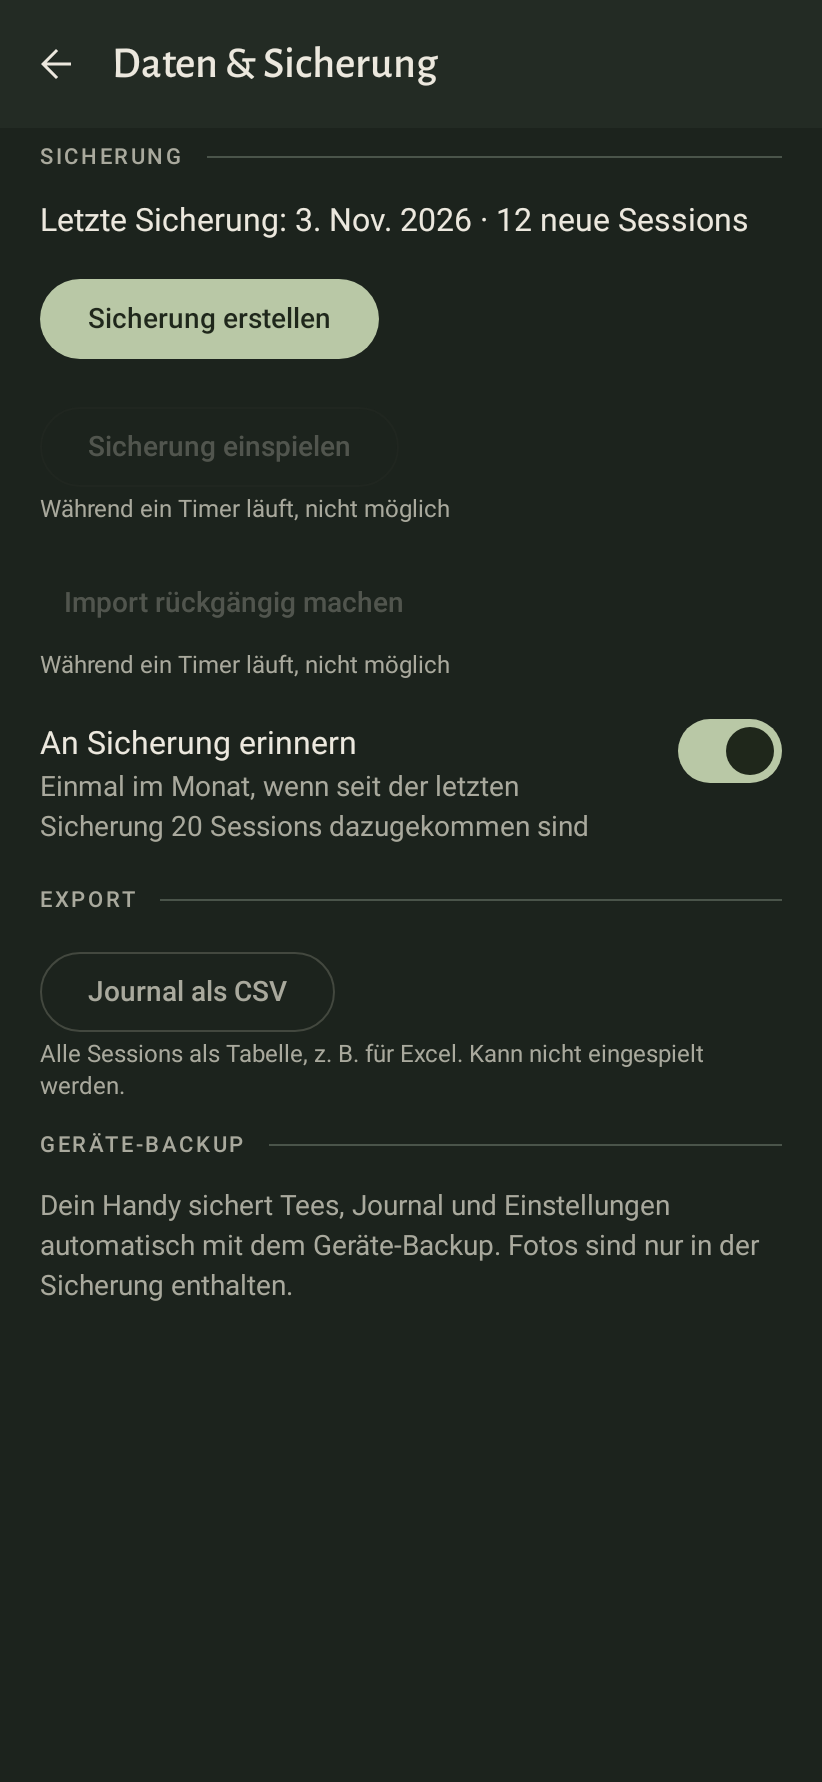 Daten & Sicherung
SICHERUNG
Letzte Sicherung: 3. Nov. 2026 · 12 neue Sessions
Sicherung erstellen
Sicherung einspielen
Während ein Timer läuft, nicht möglich
Import rückgängig machen
Während ein Timer läuft, nicht möglich
An Sicherung erinnern
Einmal im Monat, wenn seit der letzten
Sicherung 20 Sessions dazugekommen sind
EXPORT
Journal als CSV
Alle Sessions als Tabelle, z. B. für Excel. Kann nicht eingespielt
werden.
GERÄTE-BACKUP
Dein Handy sichert Tees, Journal und Einstellungen
automatisch mit dem Geräte-Backup. Fotos sind nur in der
Sicherung enthalten.